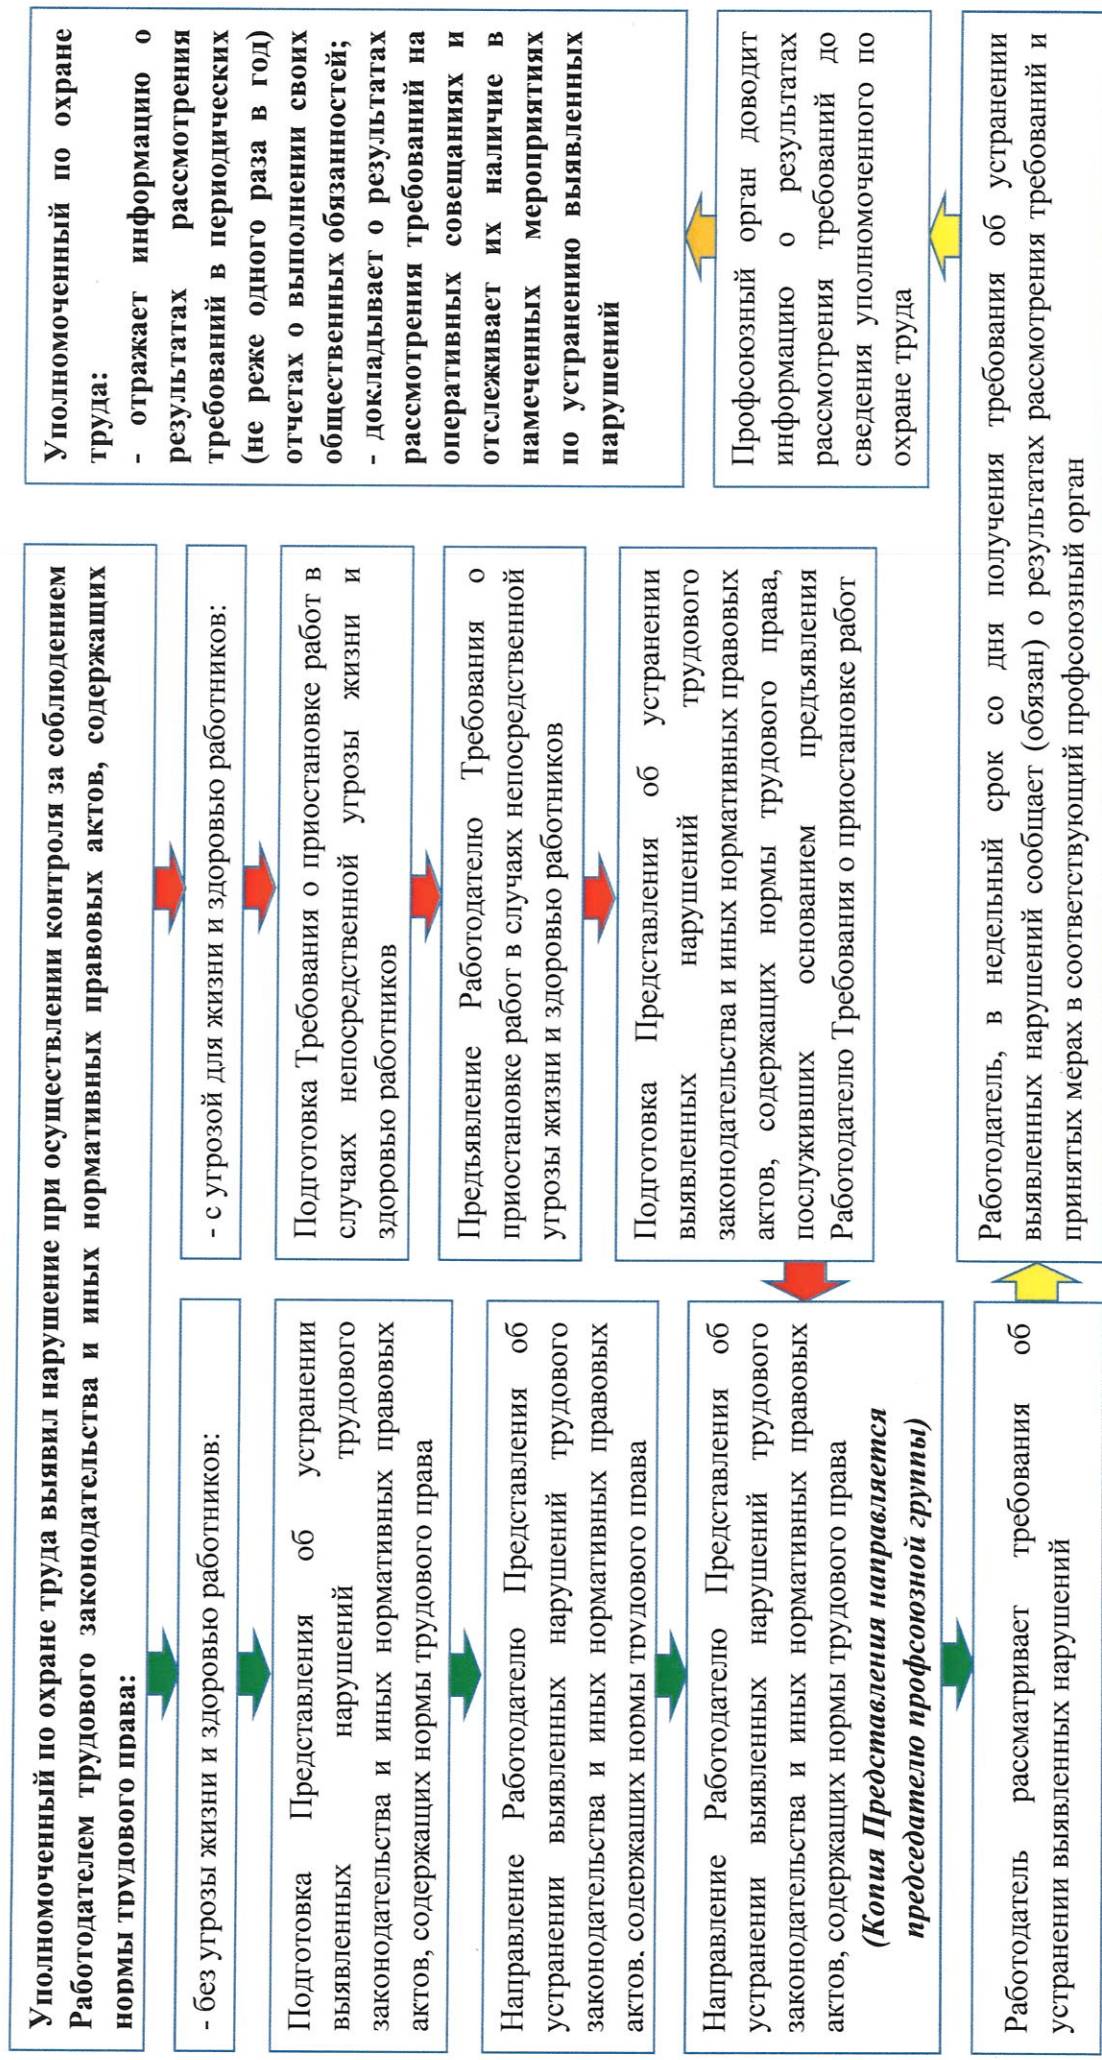 Уполномоченный по охране труда выявил нарушение при осуществлении контроля за соблюдением
Работодателем трудового законодательства и иных нормативных правовых актов, содержащих
нормы трудового права:
- без угрозы жизни и здоровью работников:
Подготовка Представления об устранении
выявленных нарушений трудового
законодательства и иных нормативных правовых
актов, содержащих нормы трудового права
Направление Работодателю Представления об
устранении выявленных нарушений трудового
законодательства и иных нормативных правовых
актов. содержащих нормы трудового права
Направление Работодателю Представления об
устранении выявленных нарушений трудового
законодательства и иных нормативных правовых
актов, содержащих нормы трудового права
(Копия Представления направляется
председателю профсоюзной группы)
Работодатель рассматривает требования об
устранении выявленных нарушений
- с угрозой для жизни и здоровью работников:
Подготовка Требования о приостановке работ в
случаях непосредственной угрозы жизни и
здоровью работников
Предъявление Работодателю Требования о
приостановке работ в случаях непосредственной
угрозы жизни и здоровью работников
Подготовка Представления об устранении
выявленных нарушений трудового
законодательства и иных нормативных правовых
актов, содержащих нормы трудового права,
послуживших основанием предъявления
Работодателю Требования о приостановке работ
Работодатель, в недельный срок со дня получения требования об устранении
выявленных нарушений сообщает (обязан) о результатах рассмотрения требований и
принятых мерах в соответствующий профсоюзный орган
Профсоюзный орган доводит
информацию о результатах
рассмотрения требований до
сведения уполномоченного по
охране труда
Уполномоченный по охране
труда:
- отражает информацию о
результатах рассмотрения
требований в периодических
(не реже одного раза в год)
отчетах о выполнении своих
общественных обязанностей;
- докладывает о результатах
рассмотрения требований на
оперативных совещаниях и
отслеживает их наличие в
намеченных мероприятиях
по устранению выявленных
нарушений